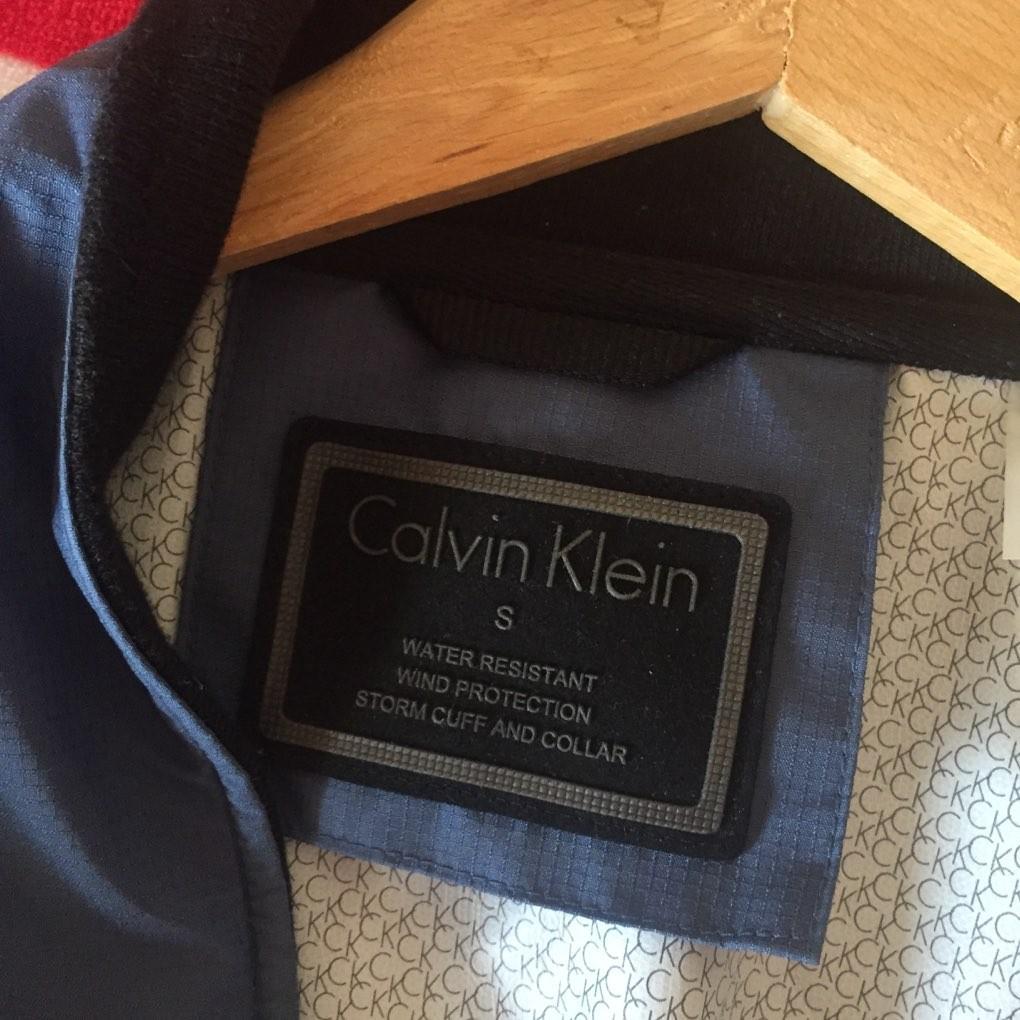 Calvin Klein
S
WATER RESISTANT
WIND PROTECTION
STORM CUFF AND COLLAR